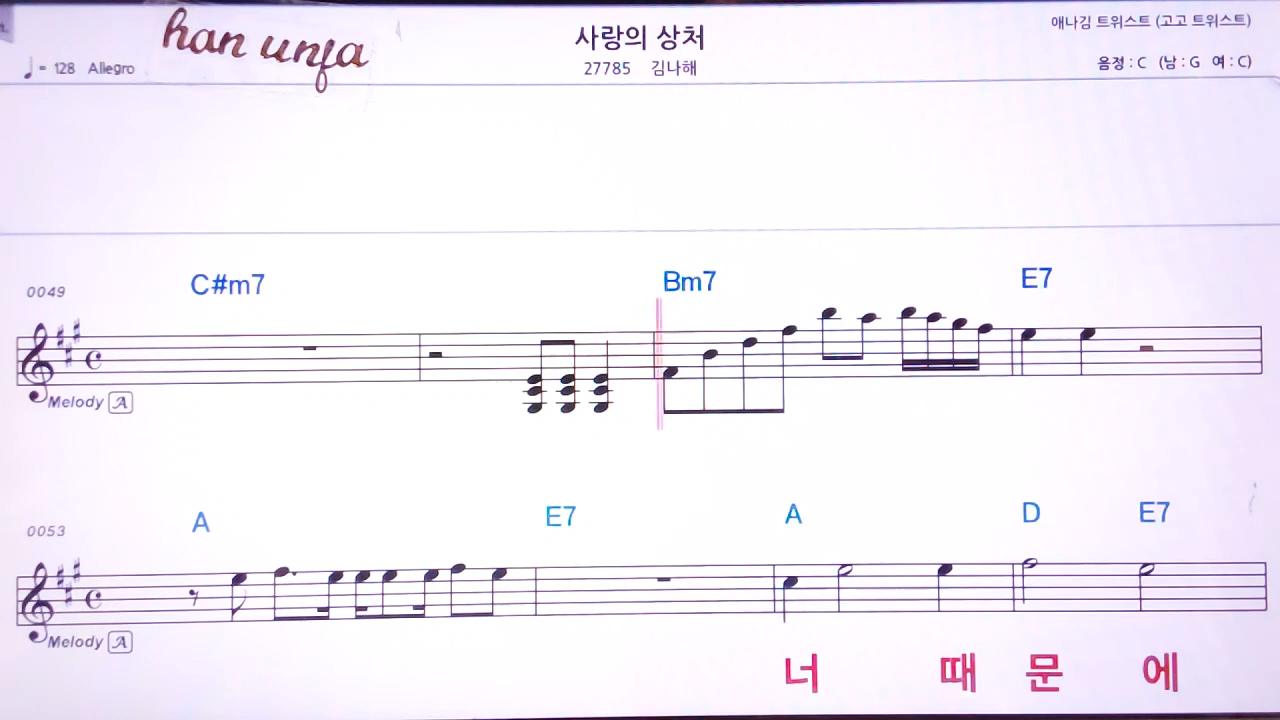 han unfa
사랑의 상처
애나김 트위스트 (고고 트위스트)
♩= 128 Allegro
27785 김나해
음정 : C (남 : G 여 : C)
0049
C#m7 Bm7 E7
Melody A
0053
A E7 A D E7
Melody A
너 때 문 에